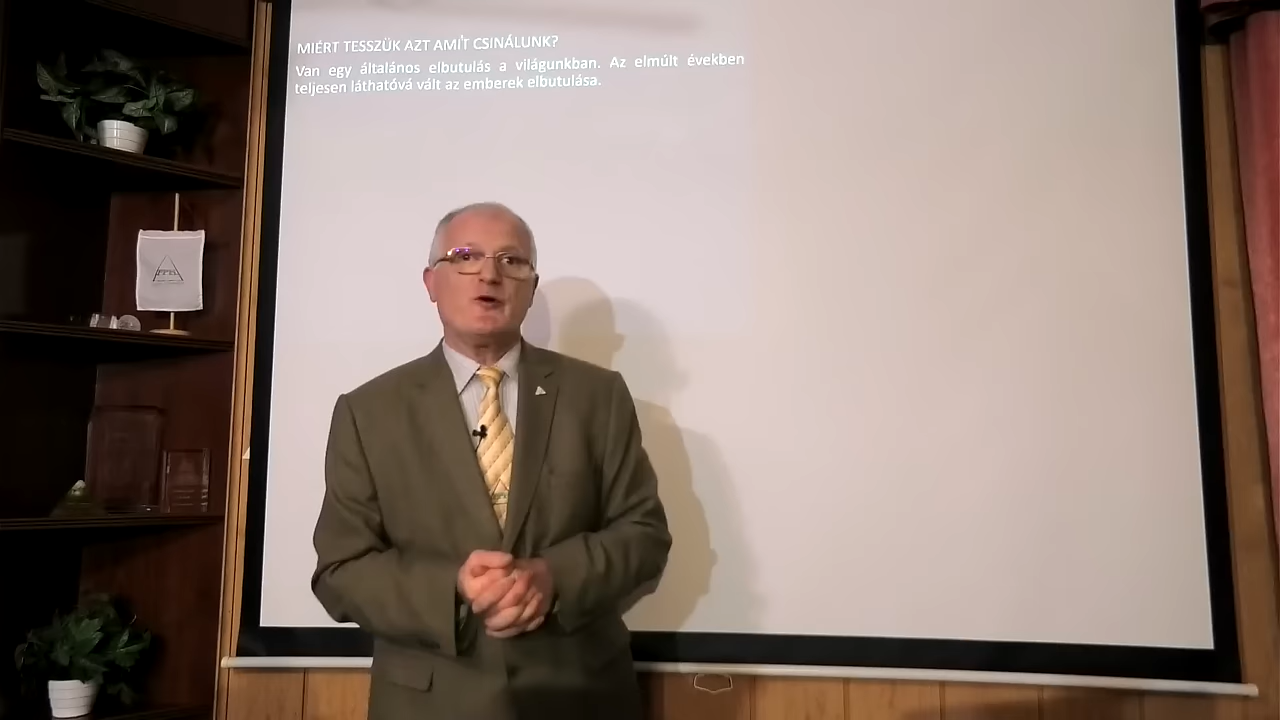 MIÉRT TESSZÜK AZT AMIT CSINÁLUNK?
Van egy általános elbutulás a világunkban. Az elmúlt években
teljesen láthatóvá vált az emberek elbutulása.